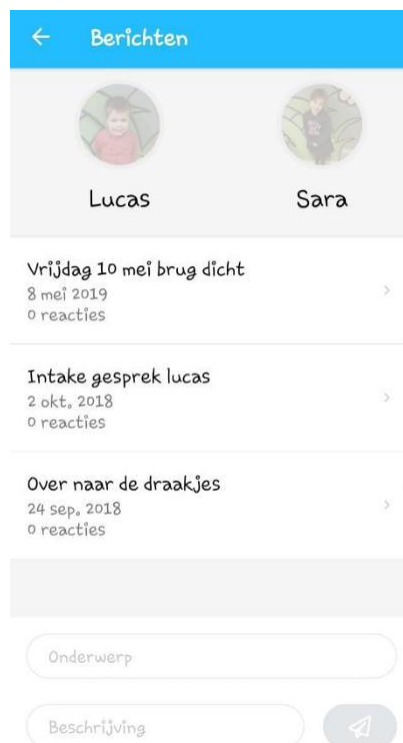 Berichten
Lucas Sara
Vrijdag 10 mei brug dicht
8 mei 2019
0 reacties
Intake gesprek lucas
2 okt. 2018
0 reacties
Over naar de draakjes
24 sep. 2018
0 reacties
Onderwerp
Beschrijving